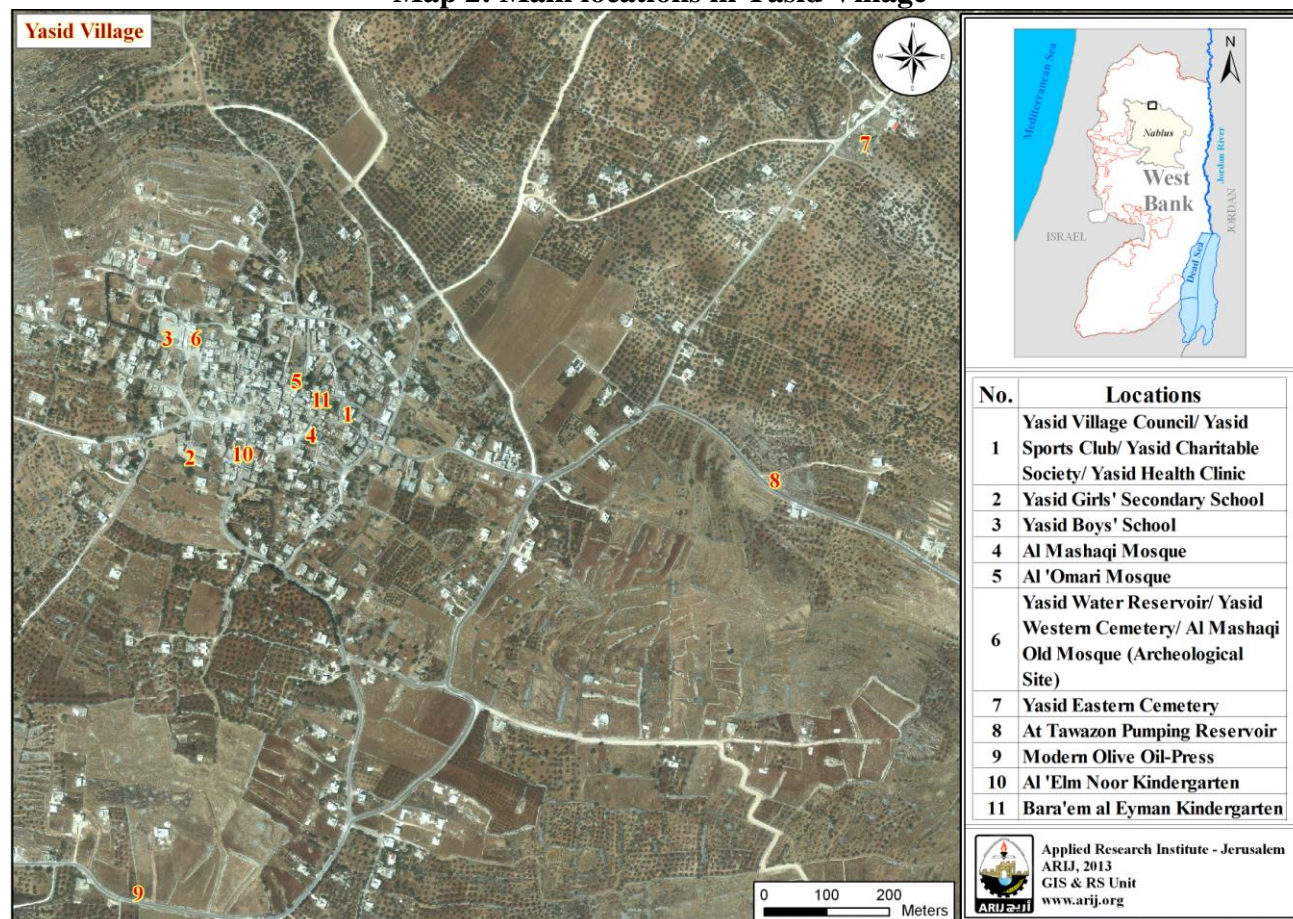 Map 2: Main locations in Yasid Village
Yasid Village
N
W E
S
7
3 6
5
11
1
4
2 10
8
9
0 100 200
Meters
N
Mediterranean Sea
Nablus
Jordan River
West
Bank
JORDAN
ISRAEL
Dead Sea
No. Locations
1 Yasid Village Council/ Yasid
Sports Club/ Yasid Charitable
Society/ Yasid Health Clinic
2 Yasid Girls' Secondary School
3 Yasid Boys' School
4 Al Mashaqi Mosque
5 Al 'Omari Mosque
6 Yasid Water Reservoir/ Yasid
Western Cemetery/ Al Mashaqi
Old Mosque (Archeological
Site)
7 Yasid Eastern Cemetery
8 At Tawazon Pumping Reservoir
9 Modern Olive Oil-Press
10 Al 'Elm Noor Kindergarten
11 Bara'em al Eyman Kindergarten
Applied Research Institute - Jerusalem
ARIJ, 2013
GIS & RS Unit
www.arij.org
ARIJ أريج